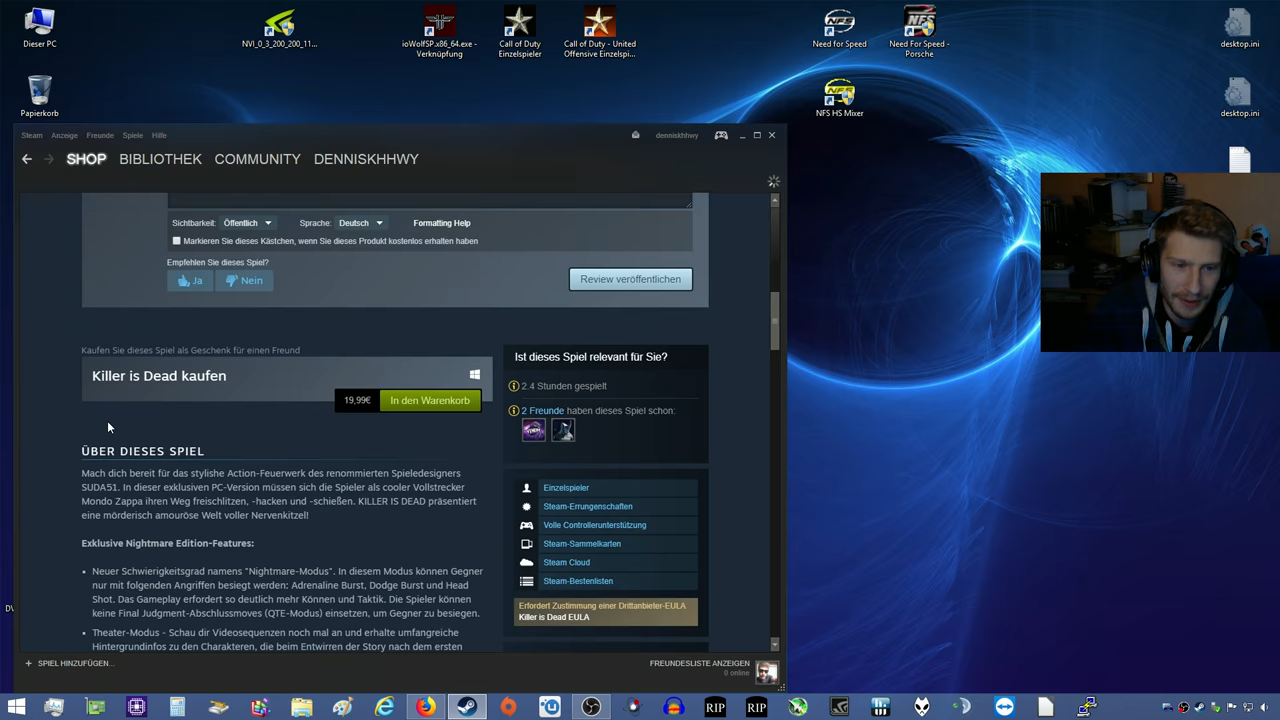 Dieser PC
NVI_0_3_200_200_11...
ioWolfSP.x86_64.exe -
Verknüpfung
Call of Duty
Einzelspieler
Call of Duty - United
Offensive Einzelspi...
Need for Speed
Need For Speed -
Porsche
desktop.ini
Papierkorb
NFS HS Mixer
desktop.ini
Steam Anzeige Freunde Spiele Hilfe
denniskhhwy
SHOP BIBLIOTHEK COMMUNITY DENNISKHHWY
Sichtbarkeit: Öffentlich Sprache: Deutsch Formatting Help
Markieren Sie dieses Kästchen, wenn Sie dieses Produkt kostenlos erhalten haben
Empfehlen Sie dieses Spiel?
Ja Nein
Review veröffentlichen
Kaufen Sie dieses Spiel als Geschenk für einen Freund
Killer is Dead kaufen
19,99€ In den Warenkorb
ÜBER DIESES SPIEL
Mach dich bereit für das stylishe Action-Feuerwerk des renommierten Spieledesigners
SUDA51. In dieser exklusiven PC-Version müssen sich die Spieler als cooler Vollstrecker
Mondo Zappa ihren Weg freischlitzen, -hacken und -schießen. KILLER IS DEAD präsentiert
eine mörderisch amouröse Welt voller Nervenkitzel!
Exklusive Nightmare Edition-Features:
Neuer Schwierigkeitsgrad namens "Nightmare-Modus". In diesem Modus können Gegner
nur mit folgenden Angriffen besiegt werden: Adrenaline Burst, Dodge Burst und Head
Shot. Das Gameplay erfordert so deutlich mehr Können und Taktik. Die Spieler können
keine Final Judgment-Abschlussmoves (QTE-Modus) einsetzen, um Gegner zu besiegen.
Theater-Modus - Schau dir Videosequenzen noch mal an und erhalte umfangreiche
Hintergrundinfos zu den Charakteren, die beim Entwirren der Story nach dem ersten
Ist dieses Spiel relevant für Sie?
2.4 Stunden gespielt
2 Freunde haben dieses Spiel schon:
Einzelspieler
Steam-Errungenschaften
Volle Controllerunterstützung
Steam-Sammelkarten
Steam Cloud
Steam-Bestenlisten
Erfordert Zustimmung einer Drittanbieter-EULA
Killer is Dead EULA
+ SPIEL HINZUFÜGEN...
FREUNDESLISTE ANZEIGEN
0 online
RIP RIP